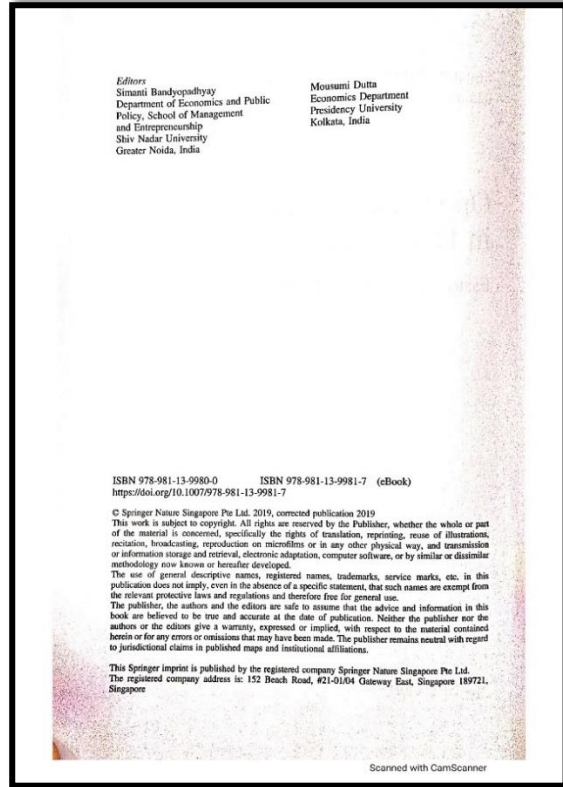 Editors
Simanti Bandyopadhyay
Department of Economics and Public
Policy, School of Management
and Entrepreneurship
Shiv Nadar University
Greater Noida, India
Mousumi Dutta
Economics Department
Presidency University
Kolkata, India
ISBN 978-981-13-9980-0 ISBN 978-981-13-9981-7 (eBook)
https://doi.org/10.1007/978-981-13-9981-7
© Springer Nature Singapore Pte Ltd. 2019, corrected publication 2019
This work is subject to copyright. All rights are reserved by the Publisher, whether the whole or part
of the material is concerned, specifically the rights of translation, reprinting, reuse of illustrations,
recitation, broadcasting, reproduction on microfilms or in any other physical way, and transmission
or information storage and retrieval, electronic adaptation, computer software, or by similar or dissimilar
methodology now known or hereafter developed.
The use of general descriptive names, registered names, trademarks, service marks, etc. in this
publication does not imply, even in the absence of a specific statement, that such names are exempt from
the relevant protective laws and regulations and therefore free for general use.
The publisher, the authors and the editors are safe to assume that the advice and information in this
book are believed to be true and accurate at the date of publication. Neither the publisher nor the
authors or the editors give a warranty, expressed or implied, with respect to the material contained
herein or for any errors or omissions that may have been made. The publisher remains neutral with regard
to jurisdictional claims in published maps and institutional affiliations.
This Springer imprint is published by the registered company Springer Nature Singapore Pte Ltd.
The registered company address is: 152 Beach Road, #21-01/04 Gateway East, Singapore 189721,
Singapore
Scanned with CamScanner